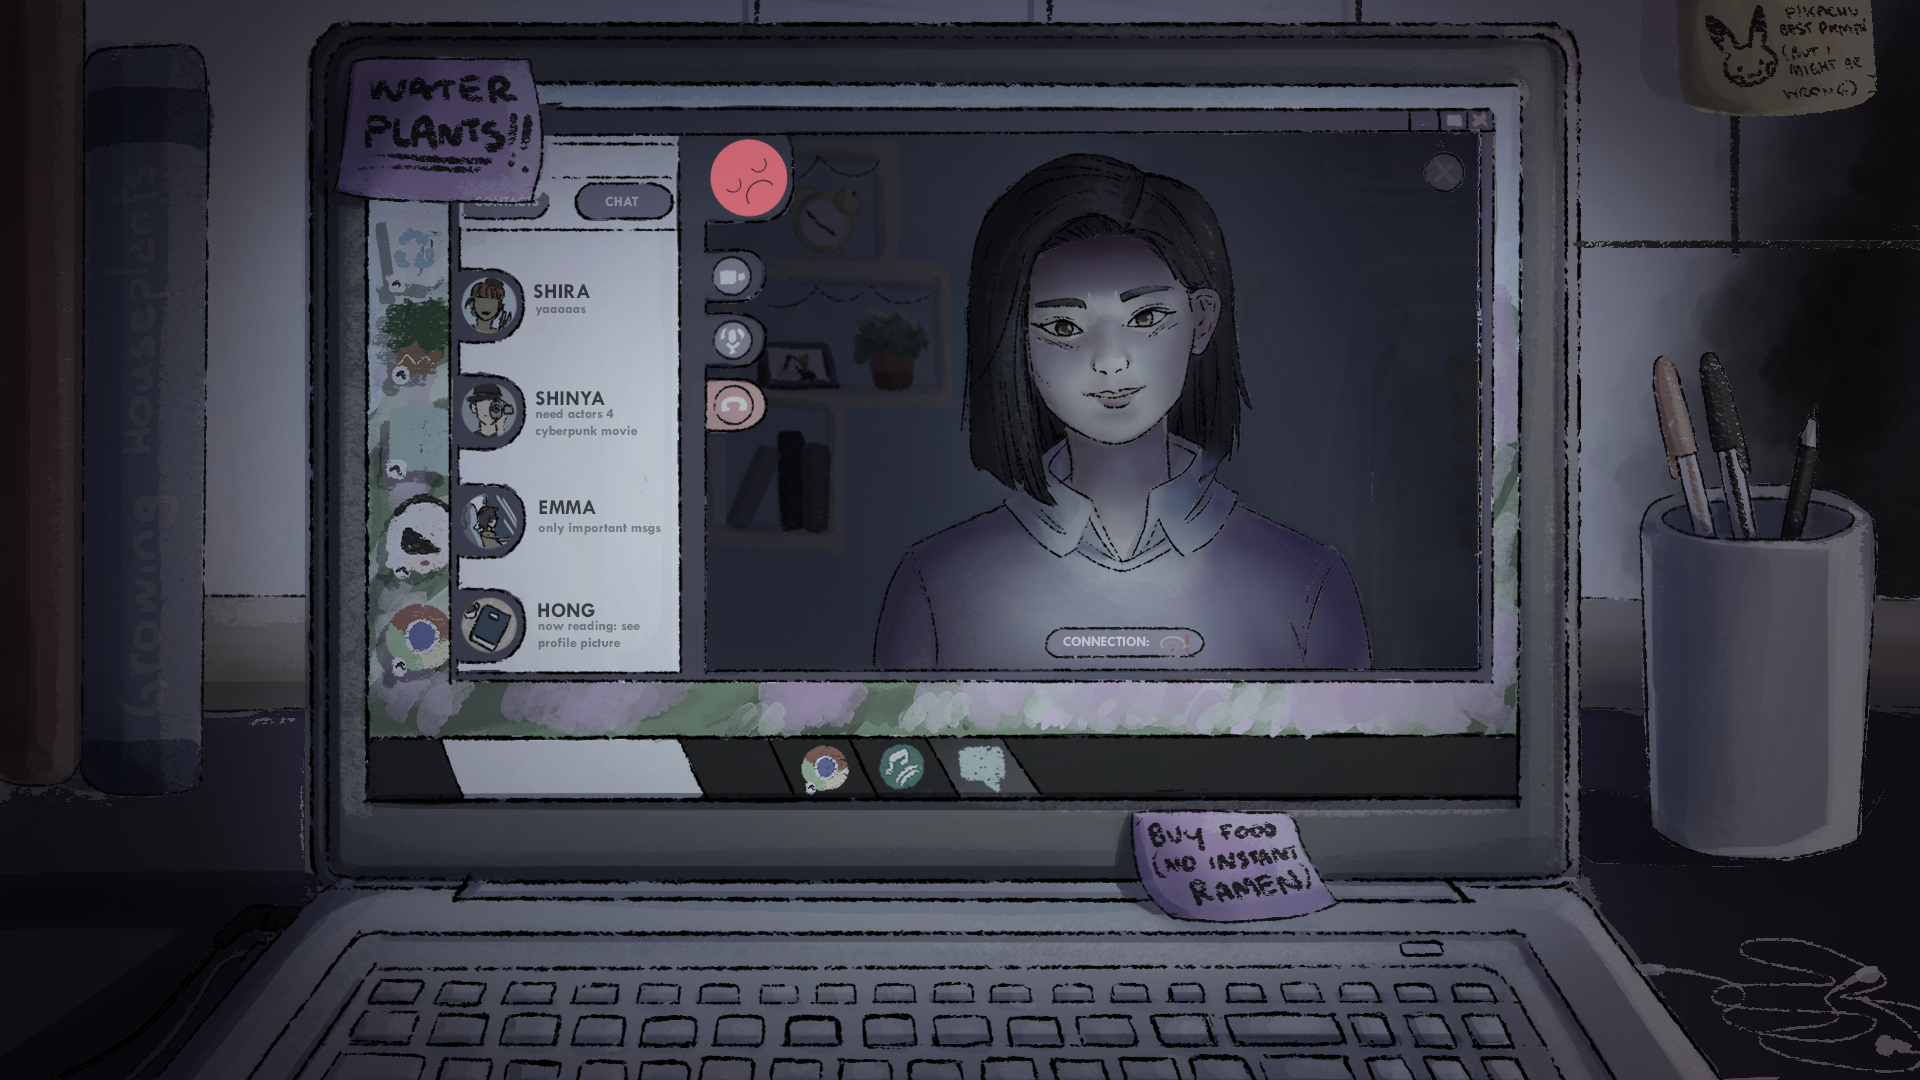 WATER
PLANTS!!
PIKACHU
BEST PKMN
(BUT I
MIGHT BE
WRONG)
Growing HousePlants
CONTACTS
CHAT
SHIRA
yaaaaas
SHINYA
need actors 4
cyberpunk movie
EMMA
only important msgs
HONG
now reading: see
profile picture
CONNECTION:
BUY FOOD
(NO INSTANT
RAMEN)